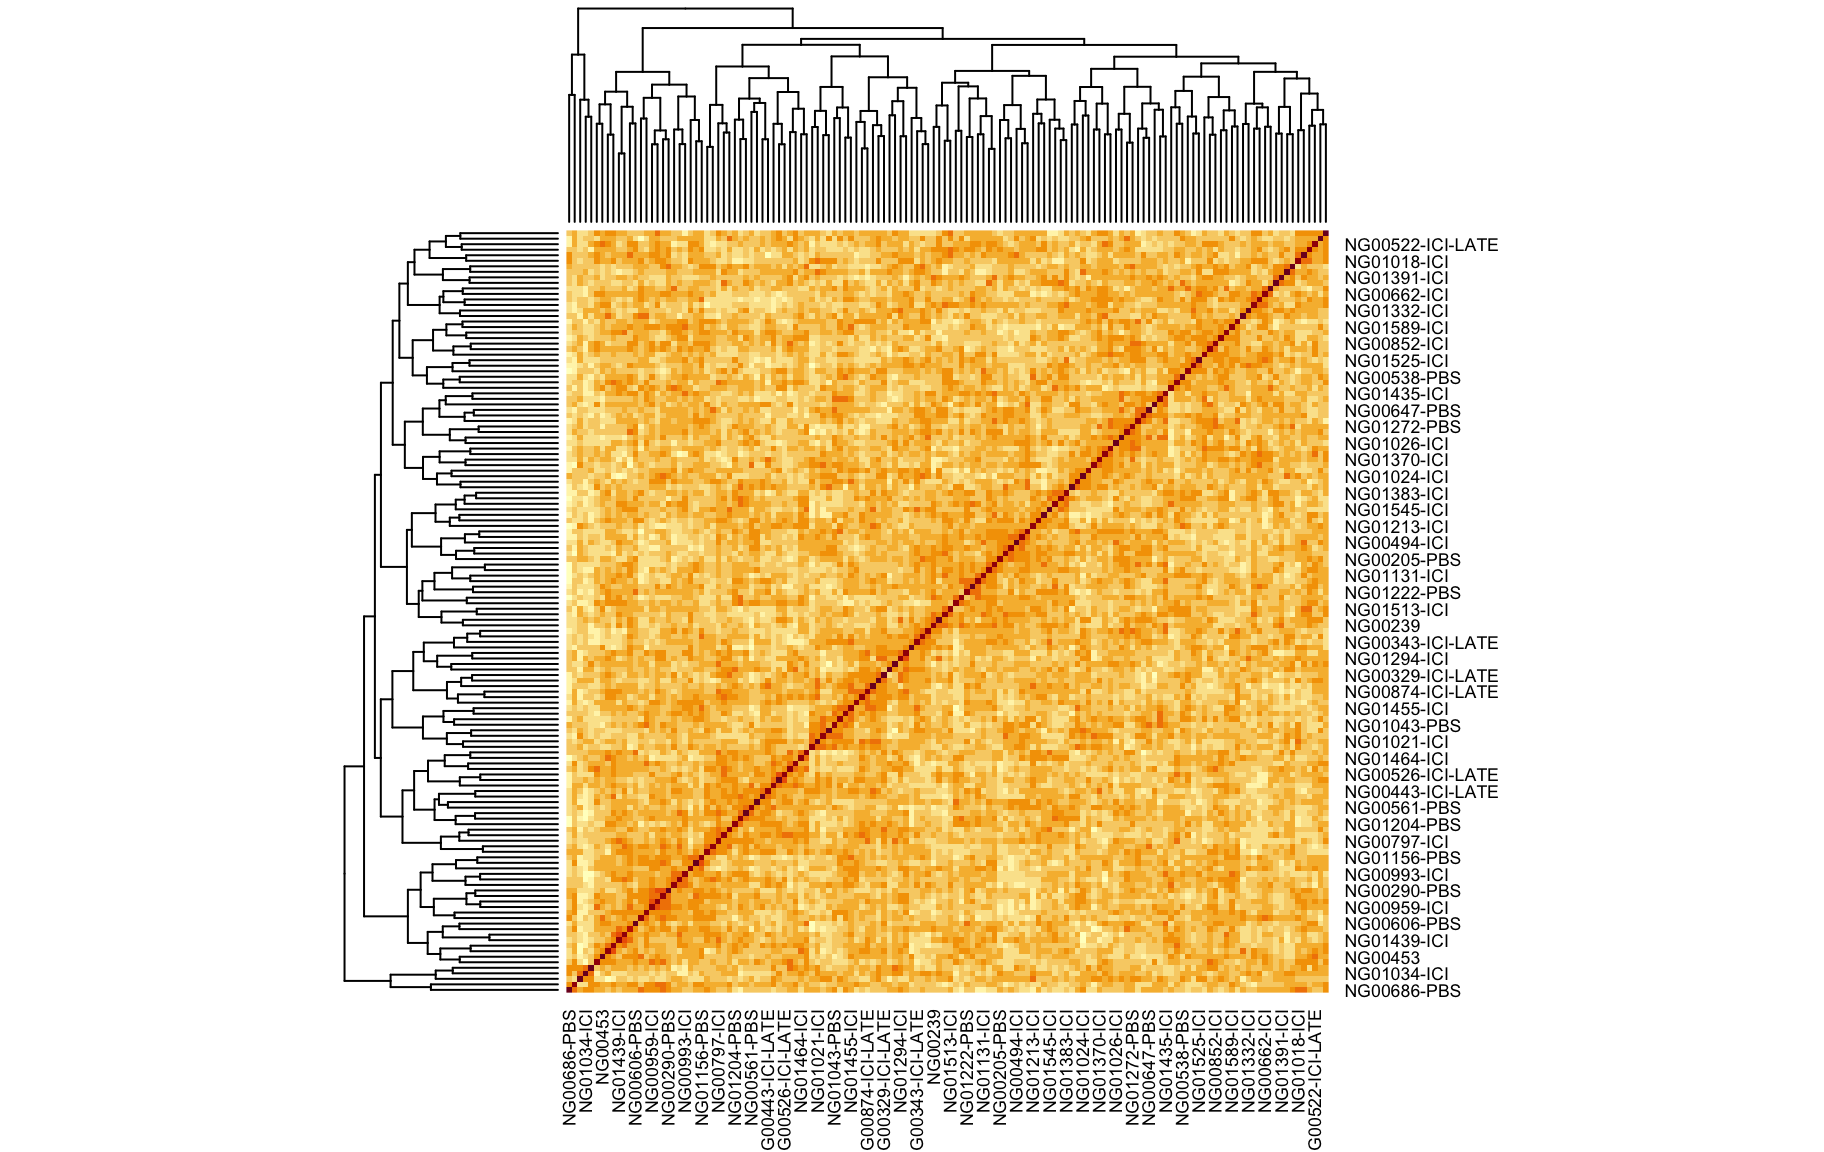 NG00522-ICI-LATE
NG01018-ICI
NG01391-ICI
NG00662-ICI
NG01332-ICI
NG01589-ICI
NG00852-ICI
NG01525-ICI
NG00538-PBS
NG01435-ICI
NG00647-PBS
NG01272-PBS
NG01026-ICI
NG01370-ICI
NG01024-ICI
NG01383-ICI
NG01545-ICI
NG01213-ICI
NG00494-ICI
NG00205-PBS
NG01131-ICI
NG01222-PBS
NG01513-ICI
NG00239
NG00343-ICI-LATE
NG01294-ICI
NG00329-ICI-LATE
NG00874-ICI-LATE
NG01455-ICI
NG01043-PBS
NG01021-ICI
NG01464-ICI
NG00526-ICI-LATE
NG00443-ICI-LATE
NG00561-PBS
NG01204-PBS
NG00797-ICI
NG01156-PBS
NG00993-ICI
NG00290-PBS
NG00959-ICI
NG00606-PBS
NG01439-ICI
NG00453
NG01034-ICI
NG00686-PBS
NG00686-PBS
NG01034-ICI
NG00453
NG01439-ICI
NG00606-PBS
NG00959-ICI
NG00290-PBS
NG00993-ICI
NG01156-PBS
NG00797-ICI
NG01204-PBS
NG00561-PBS
G00443-ICI-LATE
G00526-ICI-LATE
NG01464-ICI
NG01021-ICI
NG01043-PBS
NG01455-ICI
G00874-ICI-LATE
G00329-ICI-LATE
NG01294-ICI
G00343-ICI-LATE
NG00239
NG01513-ICI
NG01222-PBS
NG01131-ICI
NG00205-PBS
NG00494-ICI
NG01213-ICI
NG01545-ICI
NG01383-ICI
NG01024-ICI
NG01370-ICI
NG01026-ICI
NG01272-PBS
NG00647-PBS
NG01435-ICI
NG00538-PBS
NG01525-ICI
NG00852-ICI
NG01589-ICI
NG01332-ICI
NG00662-ICI
NG01391-ICI
NG01018-ICI
G00522-ICI-LATE